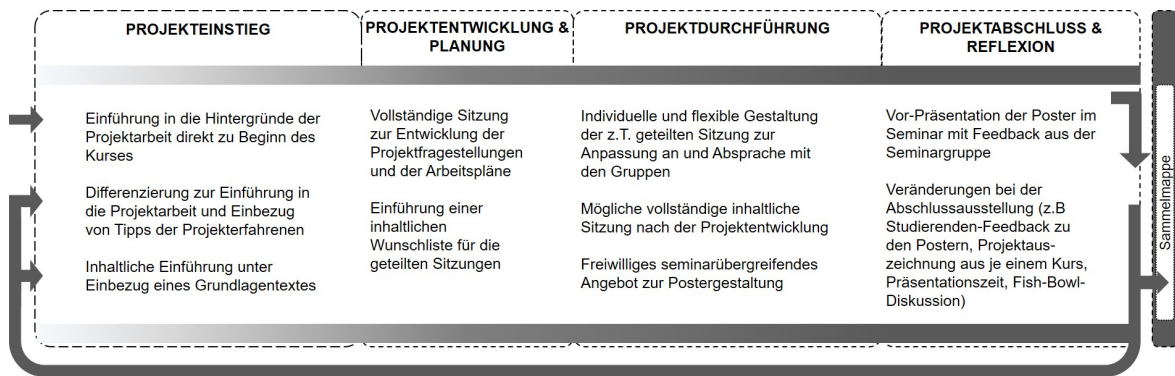 PROJEKTEINSTIEG
Einführung in die Hintergründe der
Projektarbeit direkt zu Beginn des
Kurses
Differenzierung zur Einführung in
die Projektarbeit und Einbezug
von Tipps der Projekterfahrenen
Inhaltliche Einführung unter
Einbezug eines Grundlagentextes
PROJEKTENTWICKLUNG &
PLANUNG
Vollständige Sitzung
zur Entwicklung der
Projektfragestellungen
und der Arbeitspläne
Einführung einer
inhaltlichen
Wunschliste für die
geteilten Sitzungen
PROJEKTDURCHFÜHRUNG
Individuelle und flexible Gestaltung
der z.T. geteilten Sitzung zur
Anpassung an und Absprache mit
den Gruppen
Mögliche vollständige inhaltliche
Sitzung nach der Projektentwicklung
Freiwilliges seminarübergreifendes
Angebot zur Postergestaltung
PROJEKTABSCHLUSS &
REFLEXION
Vor-Präsentation der Poster im
Seminar mit Feedback aus der
Seminargruppe
Veränderungen bei der
Abschlussausstellung (z.B
Studierenden-Feedback zu
den Postern, Projektaus-
zeichnung aus je einem Kurs,
Präsentationszeit, Fish-Bowl-
Diskussion)
Sammelmappe